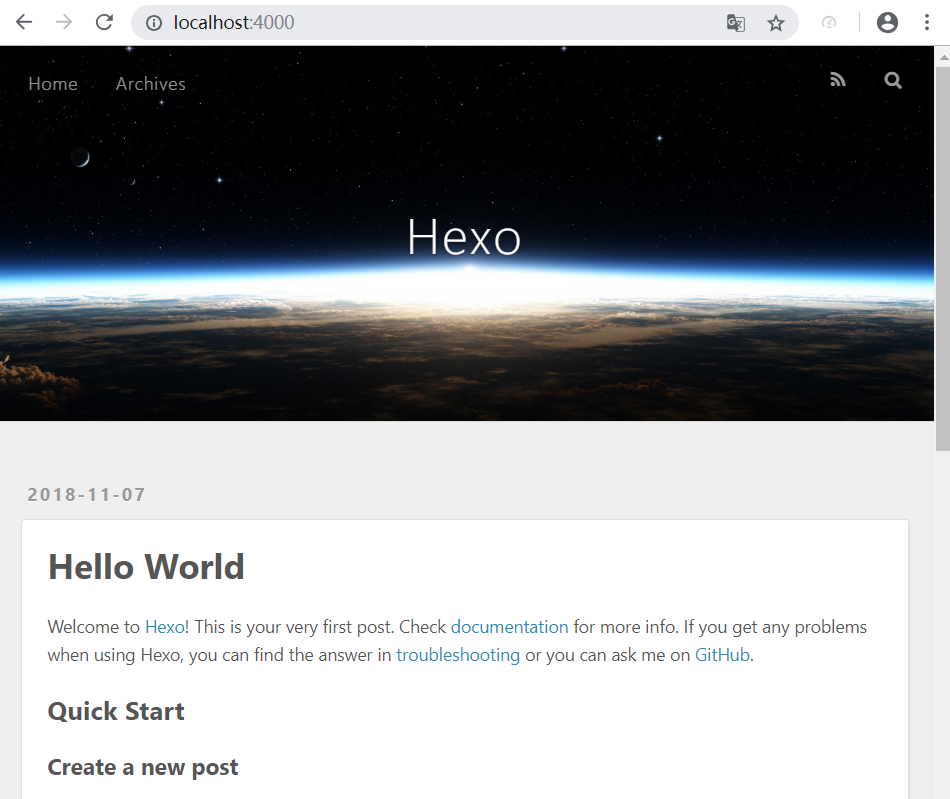 localhost:4000
Home Archives
Hexo
2018-11-07
Hello World
Welcome to Hexo! This is your very first post. Check documentation for more info. If you get any problems
when using Hexo, you can find the answer in troubleshooting or you can ask me on GitHub.
Quick Start
Create a new post